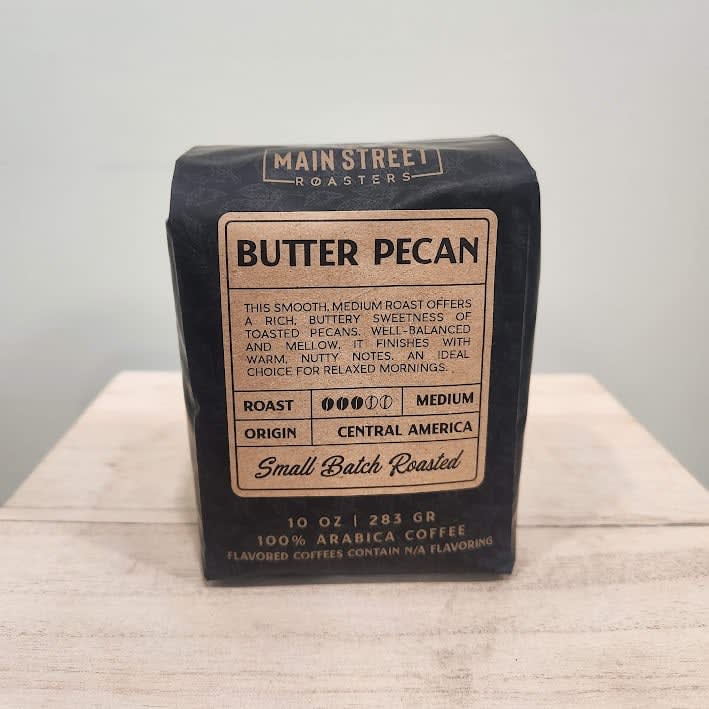 MAIN STREET
ROASTERS
BUTTER PECAN
THIS SMOOTH, MEDIUM ROAST OFFERS
A RICH, BUTTERY SWEETNESS OF
TOASTED PECANS. WELL-BALANCED
AND MELLOW, IT FINISHES WITH
WARM, NUTTY NOTES. AN IDEAL
CHOICE FOR RELAXED MORNINGS.
ROAST MEDIUM
ORIGIN CENTRAL AMERICA
Small Batch Roasted
10 OZ | 283 GR
100% ARABICA COFFEE
FLAVORED COFFEES CONTAIN N/A FLAVORING